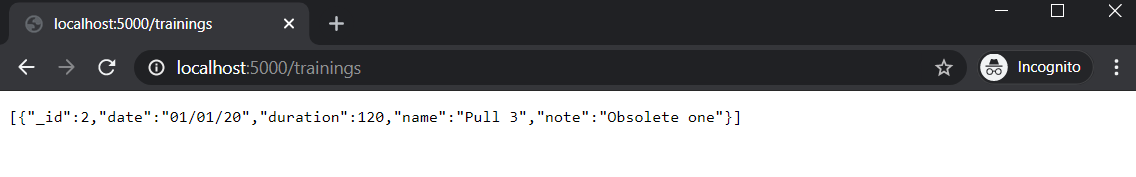 localhost:5000/trainings
localhost:5000/trainings
Incognito
[{"_id":2,"date":"01/01/20","duration":120,"name":"Pull 3","note":"Obsolete one"}]